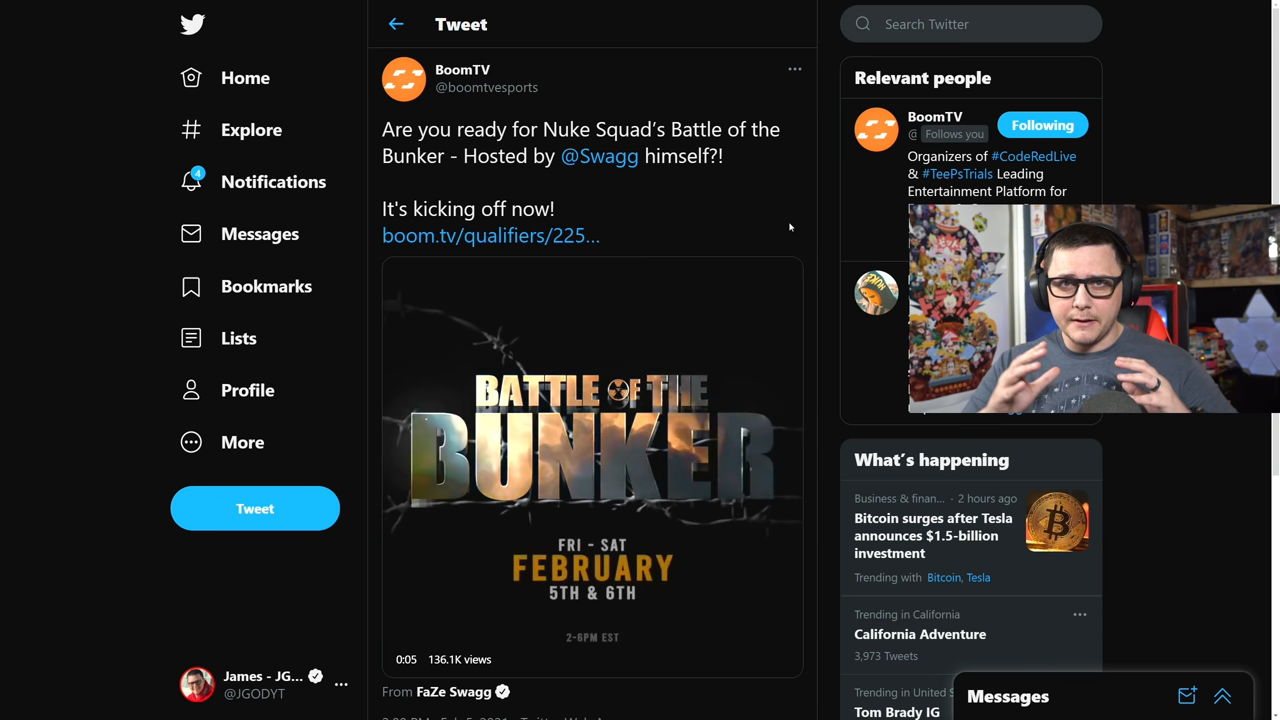 Home
Explore
4
Notifications
Messages
Bookmarks
Lists
Profile
More
Tweet
James - JG...
@JGODYT
Tweet
BoomTV
@boomtvesports
Are you ready for Nuke Squad's Battle of the
Bunker - Hosted by @Swagg himself?!
It's kicking off now!
boom.tv/qualifiers/225...
BATTLE OF THE
BUNKER
FRI - SAT
FEBRUARY
5TH & 6TH
2-6PM EST
0:05 136.1K views
From FaZe Swagg
Search Twitter
Relevant people
BoomTV
@ Follows you
Following
Organizers of #CodeRedLive
& #TeePsTrials Leading
Entertainment Platform for
What's happening
Business & finan... · 2 hours ago
Bitcoin surges after Tesla
announces $1.5-billion
investment
Trending with Bitcoin, Tesla
Trending in California
California Adventure
3,973 Tweets
Trending in United S
Tom Brady IG
Messages